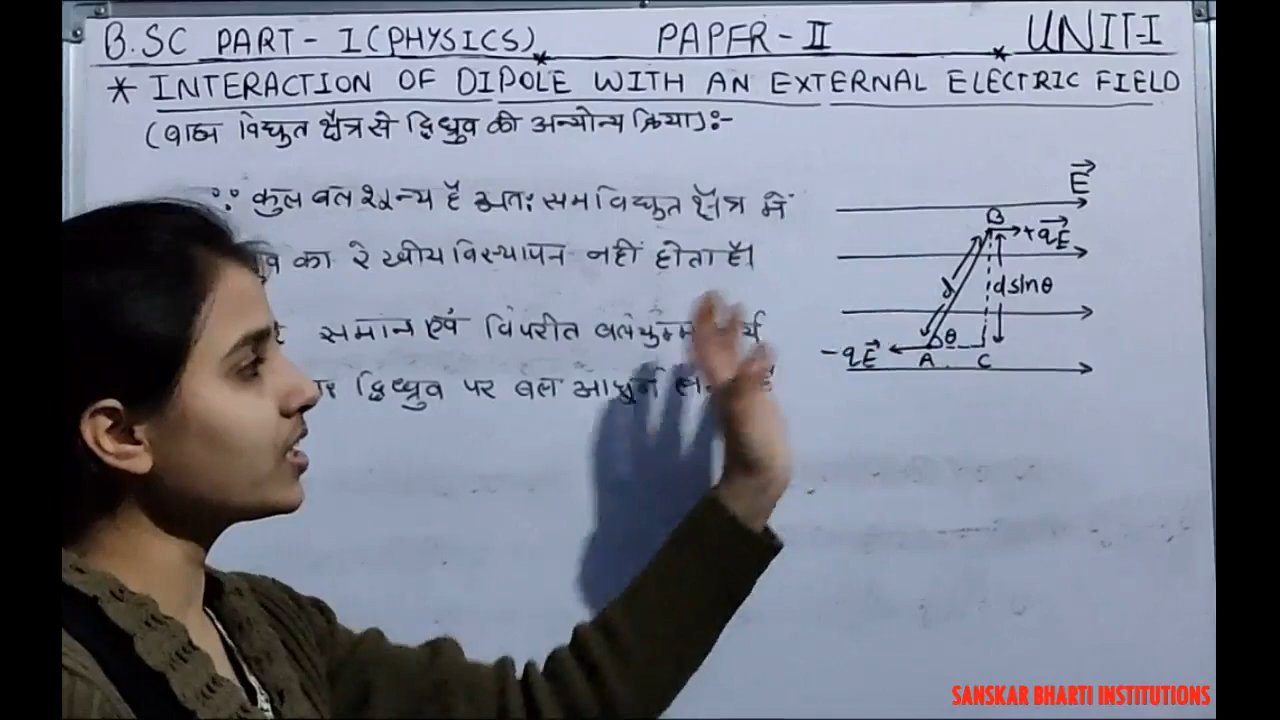 B.SC PART - I (PHYSICS) PAPER - II UNIT-I
* INTERACTION OF DIPOLE WITH AN EXTERNAL ELECTRIC FIELD
(बाह्य विद्युत क्षेत्र से द्विध्रुव की अन्योन्य क्रिया) :-
∵ कुल बल शून्य है अतः सम विद्युत क्षेत्र में
का रेखीय विस्थापन नहीं होता है।
समान एवं विपरीत बलयुग्म
द्विध्रुव पर बल आघूर्ण
E⃗
B
+qE⃗
d
dsinθ
θ
-qE⃗
A
C
SANSKAR BHARTI INSTITUTIONS